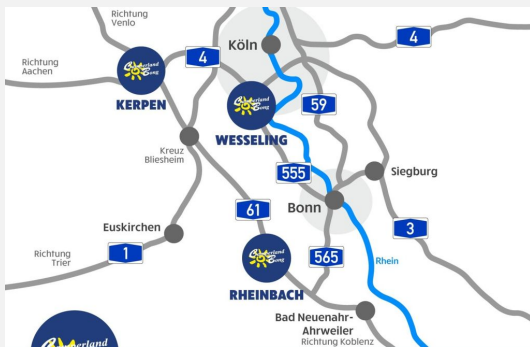 Richtung
Venlo
Köln
4
4
Richtung
Aachen
KERPEN
59
WESSELING
Kreuz
Bliesheim
555
Siegburg
61
Bonn
Euskirchen
3
1
Richtung
Trier
565
Rhein
RHEINBACH
Bad Neuenahr-
Ahrweiler
Richtung Koblenz